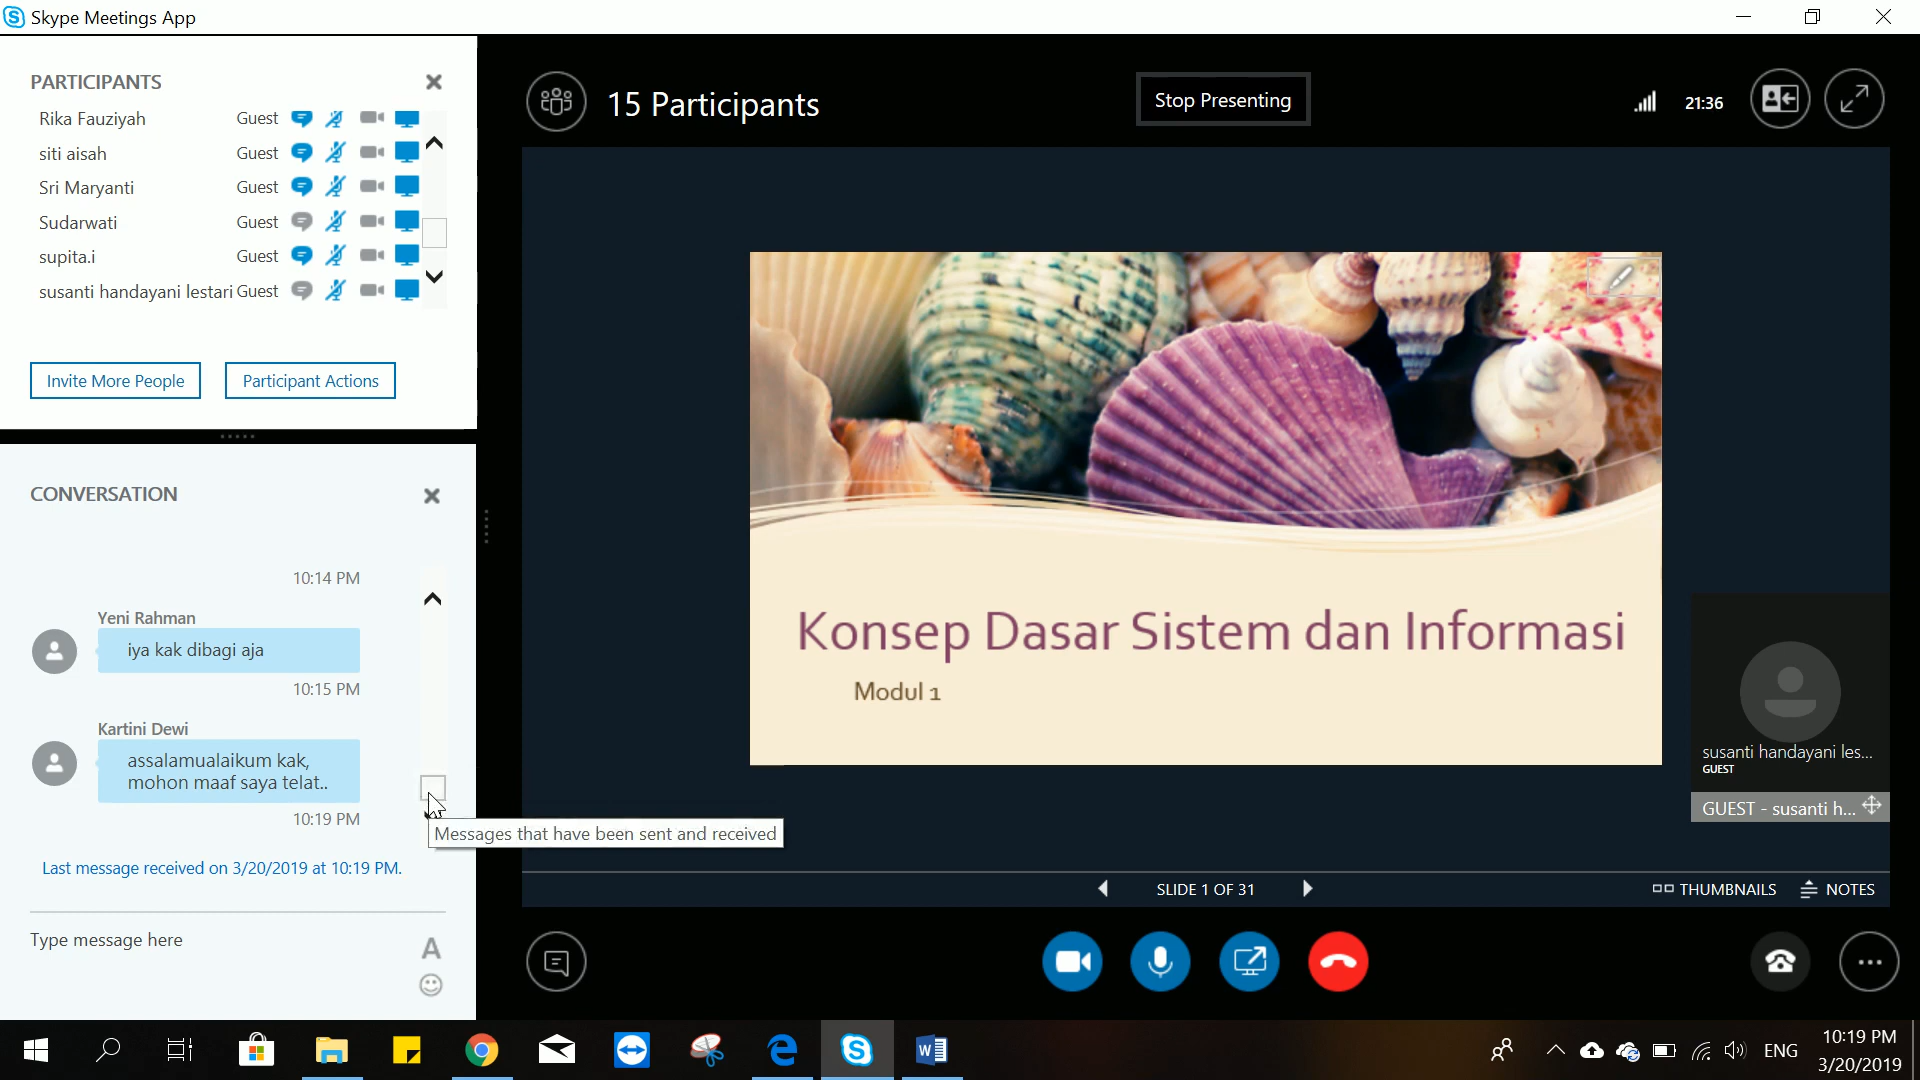 Skype Meetings App
PARTICIPANTS
Rika Fauziyah Guest
siti aisah Guest
Sri Maryanti Guest
Sudarwati Guest
supita.i Guest
susanti handayani lestari Guest
Invite More People
Participant Actions
CONVERSATION
10:14 PM
Yeni Rahman
iya kak dibagi aja
10:15 PM
Kartini Dewi
assalamualaikum kak,
mohon maaf saya telat..
10:19 PM
Messages that have been sent and received
Last message received on 3/20/2019 at 10:19 PM.
Type message here
A
15 Participants
Stop Presenting
21:36
Konsep Dasar Sistem dan Informasi
Modul 1
susanti handayani les...
GUEST
GUEST - susanti h...
SLIDE 1 OF 31
THUMBNAILS
NOTES
ENG
10:19 PM
3/20/2019